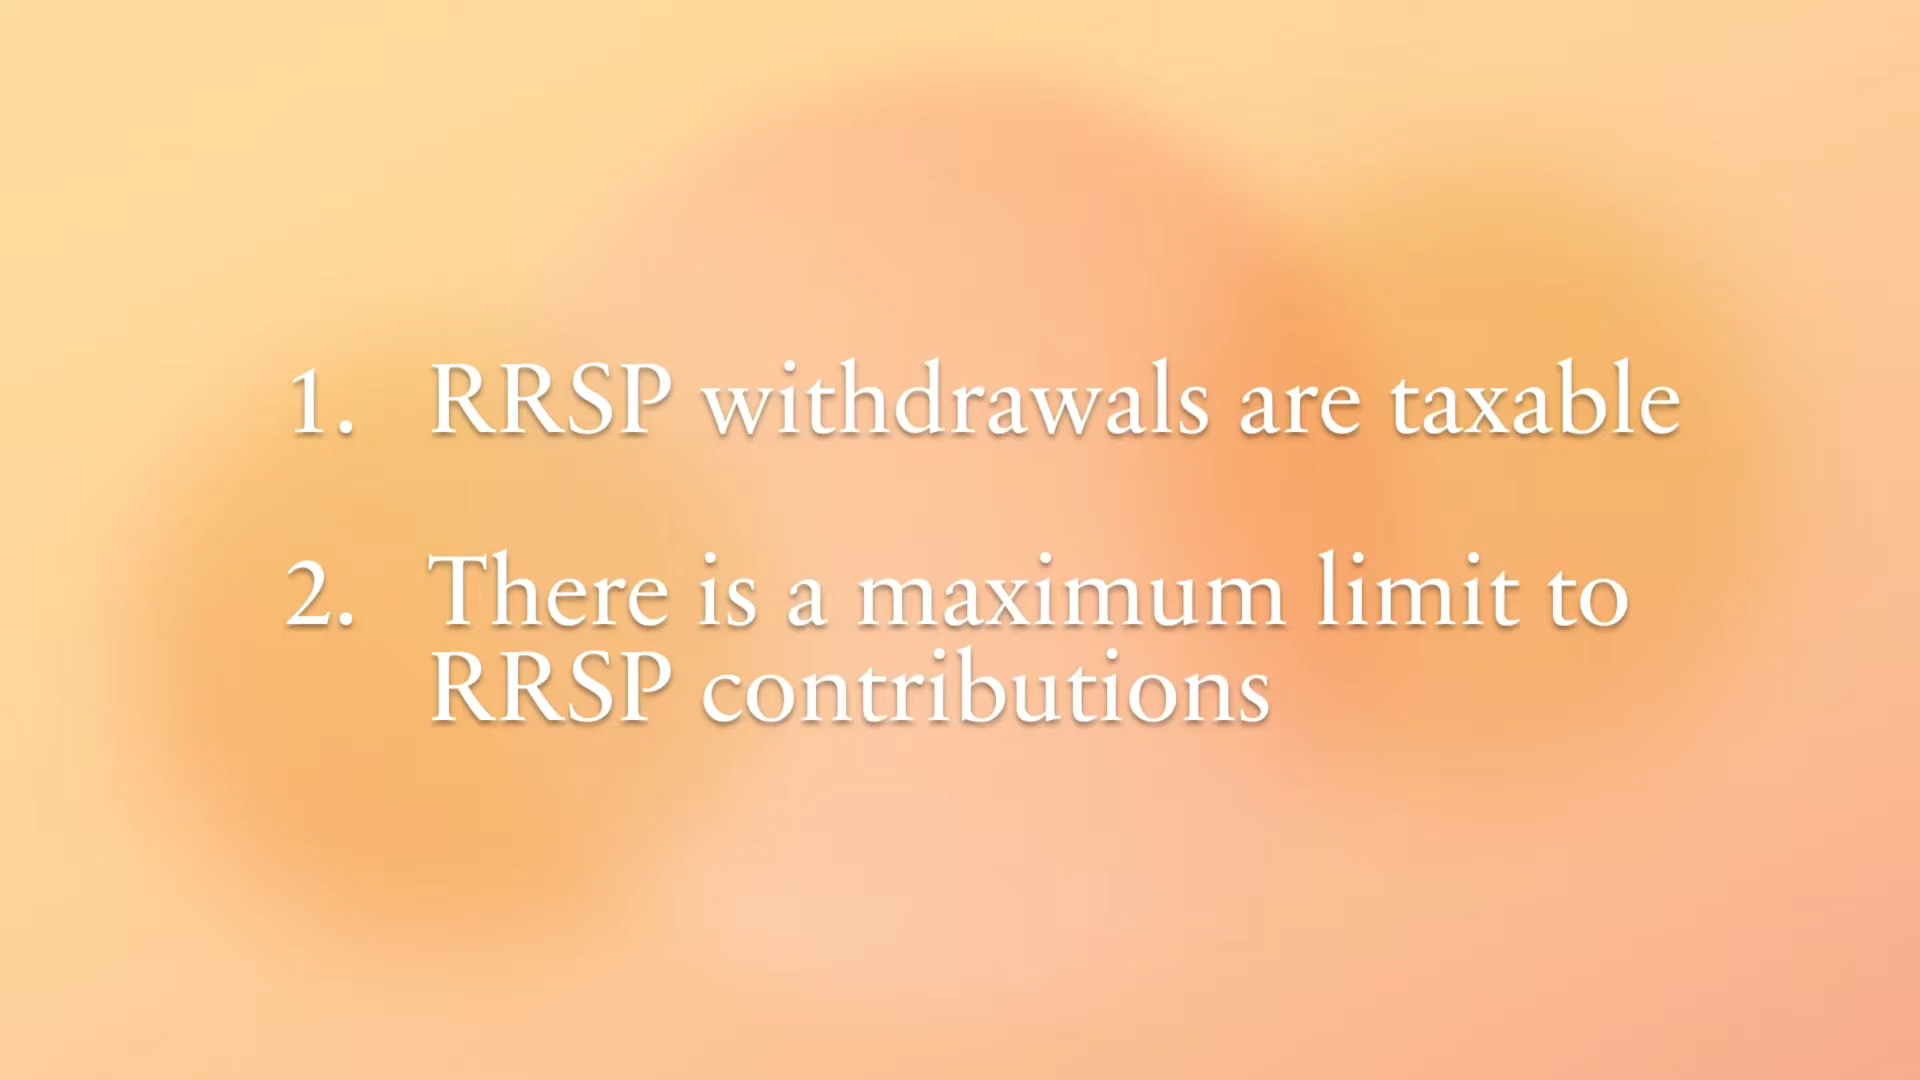 1. RRSP withdrawals are taxable
2. There is a maximum limit to
RRSP contributions